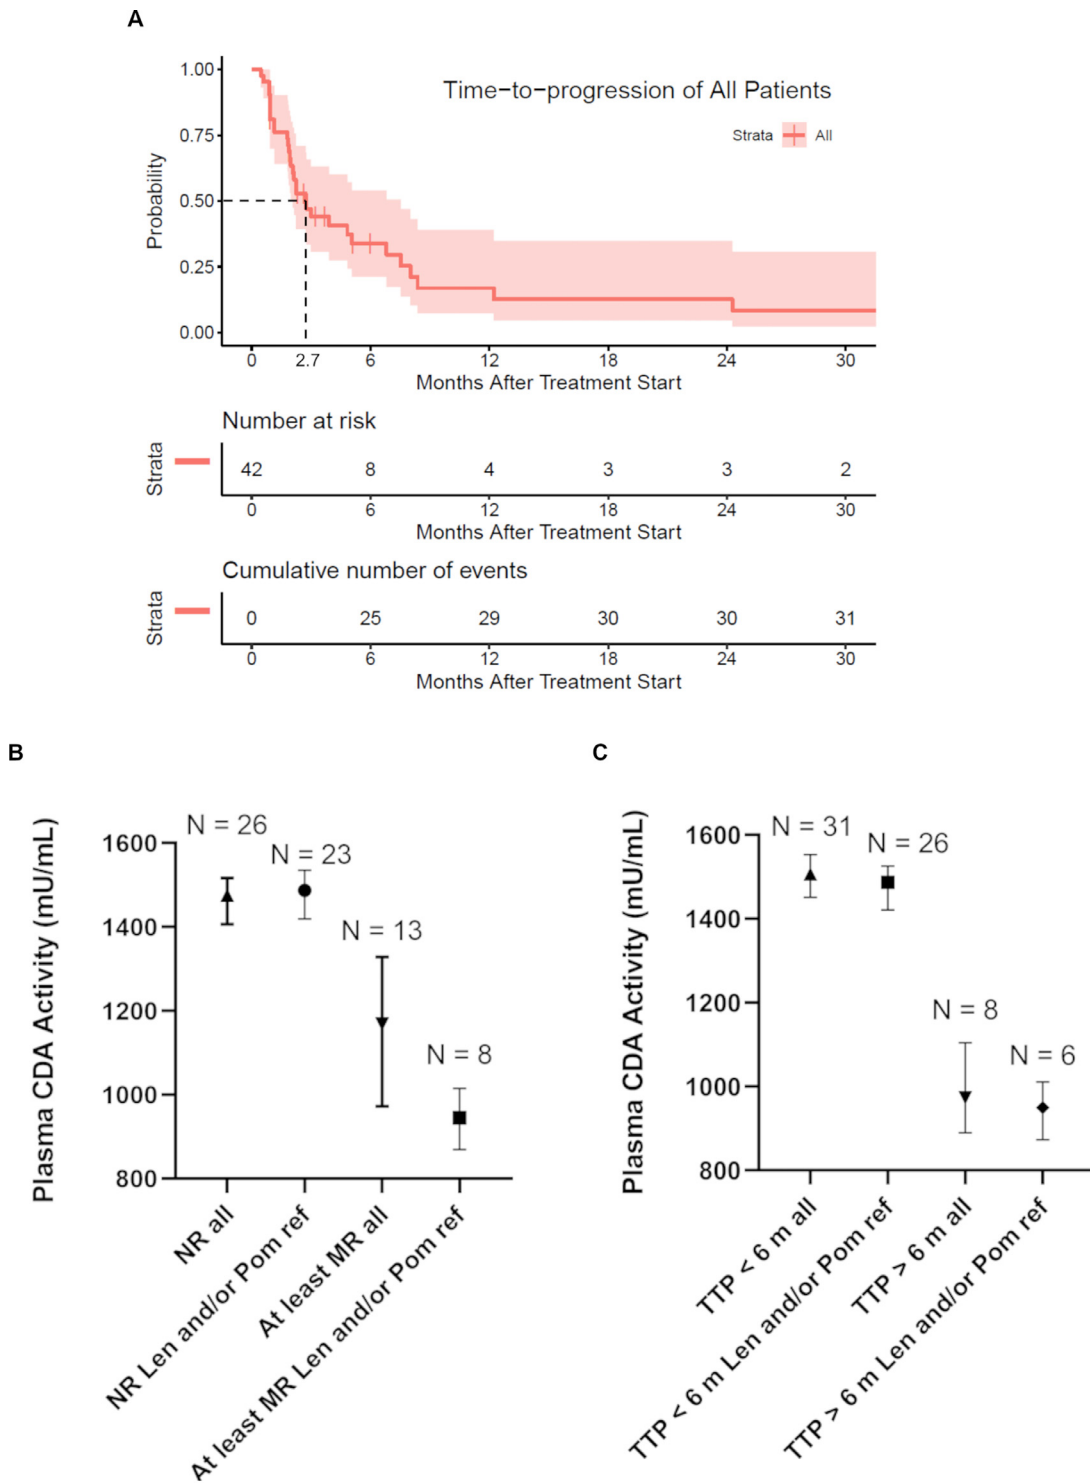 A
Time-to-progression of All Patients
Strata All
Probability
1.00
0.75
0.50
0.25
0.00
0 2.7 6 12 18 24 30
Months After Treatment Start
Number at risk
Strata
42 8 4 3 3 2
0 6 12 18 24 30
Months After Treatment Start
Cumulative number of events
Strata
0 25 29 30 30 31
0 6 12 18 24 30
Months After Treatment Start
B
Plasma CDA Activity (mU/mL)
1600
1400
1200
1000
800
N = 26
N = 23
N = 13
N = 8
NR all
NR Len and/or Pom ref
At least MR all
At least MR Len and/or Pom ref
C
Plasma CDA Activity (mU/mL)
1600
1400
1200
1000
800
N = 31
N = 26
N = 8
N = 6
TTP < 6 m all
TTP < 6 m Len and/or Pom ref
TTP > 6 m all
TTP > 6 m Len and/or Pom ref